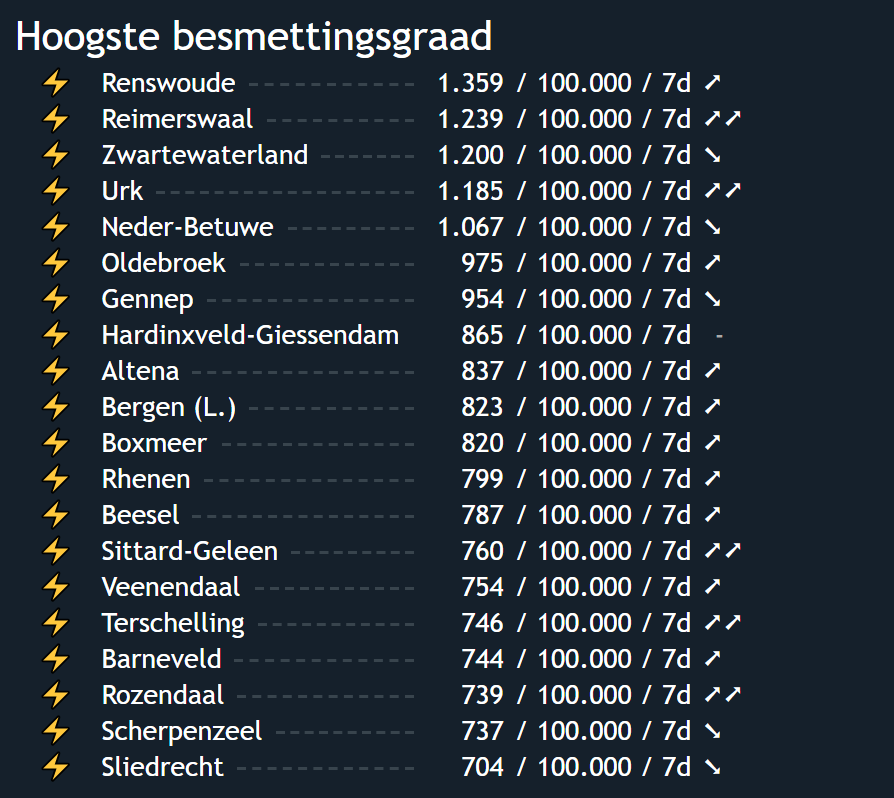 Hoogste besmettingsgraad
⚡ Renswoude ----------- 1.359 / 100.000 / 7d ➚
⚡ Reimerswaal ---------- 1.239 / 100.000 / 7d ➚➚
⚡ Zwartewaterland ------ 1.200 / 100.000 / 7d ➘
⚡ Urk ----------------- 1.185 / 100.000 / 7d ➚➚
⚡ Neder-Betuwe -------- 1.067 / 100.000 / 7d ➘
⚡ Oldebroek ----------- 975 / 100.000 / 7d ➚
⚡ Gennep -------------- 954 / 100.000 / 7d ➘
⚡ Hardinxveld-Giessendam 865 / 100.000 / 7d -
⚡ Altena --------------- 837 / 100.000 / 7d ➚
⚡ Bergen (L.) ----------- 823 / 100.000 / 7d ➚
⚡ Boxmeer ------------- 820 / 100.000 / 7d ➚
⚡ Rhenen -------------- 799 / 100.000 / 7d ➚
⚡ Beesel --------------- 787 / 100.000 / 7d ➚
⚡ Sittard-Geleen -------- 760 / 100.000 / 7d ➚➚
⚡ Veenendaal ----------- 754 / 100.000 / 7d ➚
⚡ Terschelling ---------- 746 / 100.000 / 7d ➚➚
⚡ Barneveld ------------ 744 / 100.000 / 7d ➚
⚡ Rozendaal ------------ 739 / 100.000 / 7d ➚➚
⚡ Scherpenzeel --------- 737 / 100.000 / 7d ➘
⚡ Sliedrecht ------------ 704 / 100.000 / 7d ➘